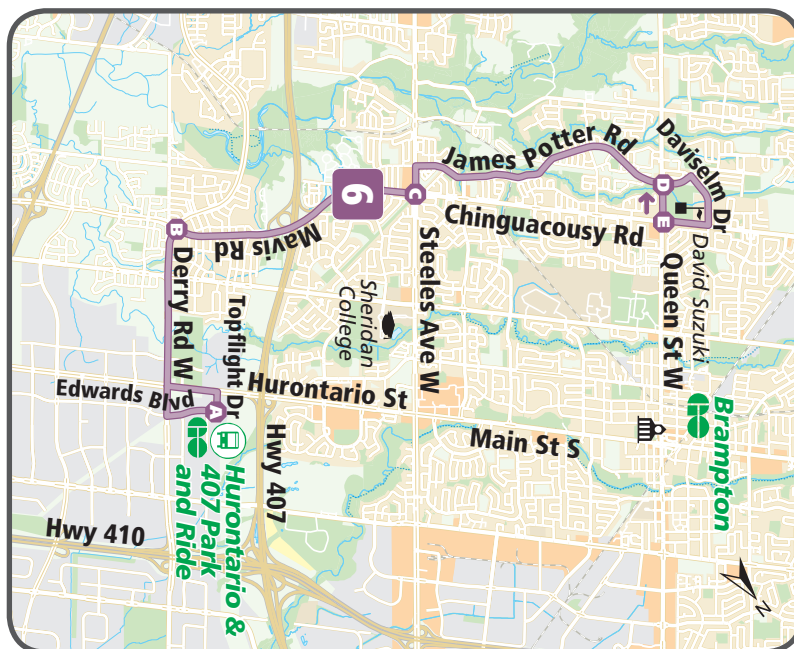 James Potter Rd
Daviselm Dr
D
E
C
6
Chinguacousy Rd
David Suzuki
Mavis Rd
B
Steeles Ave W
Queen St W
Sheridan
College
Derry Rd W
Topflight Dr
Edwards Blvd
A
Hurontario St
Main St S
GO
Brampton
GO
Hurontario &
407 Park
and Ride
Hwy 407
Hwy 410
N